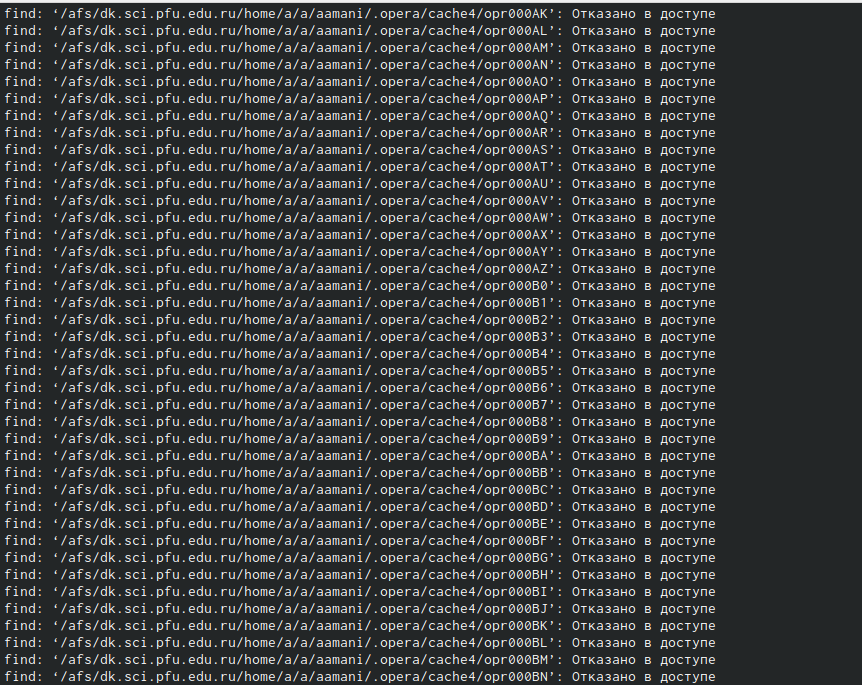 find: ‘/afs/dk.sci.pfu.edu.ru/home/a/a/aamani/.opera/cache4/opr000AK’: Отказано в доступе
find: ‘/afs/dk.sci.pfu.edu.ru/home/a/a/aamani/.opera/cache4/opr000AL’: Отказано в доступе
find: ‘/afs/dk.sci.pfu.edu.ru/home/a/a/aamani/.opera/cache4/opr000AM’: Отказано в доступе
find: ‘/afs/dk.sci.pfu.edu.ru/home/a/a/aamani/.opera/cache4/opr000AN’: Отказано в доступе
find: ‘/afs/dk.sci.pfu.edu.ru/home/a/a/aamani/.opera/cache4/opr000AO’: Отказано в доступе
find: ‘/afs/dk.sci.pfu.edu.ru/home/a/a/aamani/.opera/cache4/opr000AP’: Отказано в доступе
find: ‘/afs/dk.sci.pfu.edu.ru/home/a/a/aamani/.opera/cache4/opr000AQ’: Отказано в доступе
find: ‘/afs/dk.sci.pfu.edu.ru/home/a/a/aamani/.opera/cache4/opr000AR’: Отказано в доступе
find: ‘/afs/dk.sci.pfu.edu.ru/home/a/a/aamani/.opera/cache4/opr000AS’: Отказано в доступе
find: ‘/afs/dk.sci.pfu.edu.ru/home/a/a/aamani/.opera/cache4/opr000AT’: Отказано в доступе
find: ‘/afs/dk.sci.pfu.edu.ru/home/a/a/aamani/.opera/cache4/opr000AU’: Отказано в доступе
find: ‘/afs/dk.sci.pfu.edu.ru/home/a/a/aamani/.opera/cache4/opr000AV’: Отказано в доступе
find: ‘/afs/dk.sci.pfu.edu.ru/home/a/a/aamani/.opera/cache4/opr000AW’: Отказано в доступе
find: ‘/afs/dk.sci.pfu.edu.ru/home/a/a/aamani/.opera/cache4/opr000AX’: Отказано в доступе
find: ‘/afs/dk.sci.pfu.edu.ru/home/a/a/aamani/.opera/cache4/opr000AY’: Отказано в доступе
find: ‘/afs/dk.sci.pfu.edu.ru/home/a/a/aamani/.opera/cache4/opr000AZ’: Отказано в доступе
find: ‘/afs/dk.sci.pfu.edu.ru/home/a/a/aamani/.opera/cache4/opr000B0’: Отказано в доступе
find: ‘/afs/dk.sci.pfu.edu.ru/home/a/a/aamani/.opera/cache4/opr000B1’: Отказано в доступе
find: ‘/afs/dk.sci.pfu.edu.ru/home/a/a/aamani/.opera/cache4/opr000B2’: Отказано в доступе
find: ‘/afs/dk.sci.pfu.edu.ru/home/a/a/aamani/.opera/cache4/opr000B3’: Отказано в доступе
find: ‘/afs/dk.sci.pfu.edu.ru/home/a/a/aamani/.opera/cache4/opr000B4’: Отказано в доступе
find: ‘/afs/dk.sci.pfu.edu.ru/home/a/a/aamani/.opera/cache4/opr000B5’: Отказано в доступе
find: ‘/afs/dk.sci.pfu.edu.ru/home/a/a/aamani/.opera/cache4/opr000B6’: Отказано в доступе
find: ‘/afs/dk.sci.pfu.edu.ru/home/a/a/aamani/.opera/cache4/opr000B7’: Отказано в доступе
find: ‘/afs/dk.sci.pfu.edu.ru/home/a/a/aamani/.opera/cache4/opr000B8’: Отказано в доступе
find: ‘/afs/dk.sci.pfu.edu.ru/home/a/a/aamani/.opera/cache4/opr000B9’: Отказано в доступе
find: ‘/afs/dk.sci.pfu.edu.ru/home/a/a/aamani/.opera/cache4/opr000BA’: Отказано в доступе
find: ‘/afs/dk.sci.pfu.edu.ru/home/a/a/aamani/.opera/cache4/opr000BB’: Отказано в доступе
find: ‘/afs/dk.sci.pfu.edu.ru/home/a/a/aamani/.opera/cache4/opr000BC’: Отказано в доступе
find: ‘/afs/dk.sci.pfu.edu.ru/home/a/a/aamani/.opera/cache4/opr000BD’: Отказано в доступе
find: ‘/afs/dk.sci.pfu.edu.ru/home/a/a/aamani/.opera/cache4/opr000BE’: Отказано в доступе
find: ‘/afs/dk.sci.pfu.edu.ru/home/a/a/aamani/.opera/cache4/opr000BF’: Отказано в доступе
find: ‘/afs/dk.sci.pfu.edu.ru/home/a/a/aamani/.opera/cache4/opr000BG’: Отказано в доступе
find: ‘/afs/dk.sci.pfu.edu.ru/home/a/a/aamani/.opera/cache4/opr000BH’: Отказано в доступе
find: ‘/afs/dk.sci.pfu.edu.ru/home/a/a/aamani/.opera/cache4/opr000BI’: Отказано в доступе
find: ‘/afs/dk.sci.pfu.edu.ru/home/a/a/aamani/.opera/cache4/opr000BJ’: Отказано в доступе
find: ‘/afs/dk.sci.pfu.edu.ru/home/a/a/aamani/.opera/cache4/opr000BK’: Отказано в доступе
find: ‘/afs/dk.sci.pfu.edu.ru/home/a/a/aamani/.opera/cache4/opr000BL’: Отказано в доступе
find: ‘/afs/dk.sci.pfu.edu.ru/home/a/a/aamani/.opera/cache4/opr000BM’: Отказано в доступе
find: ‘/afs/dk.sci.pfu.edu.ru/home/a/a/aamani/.opera/cache4/opr000BN’: Отказано в доступе